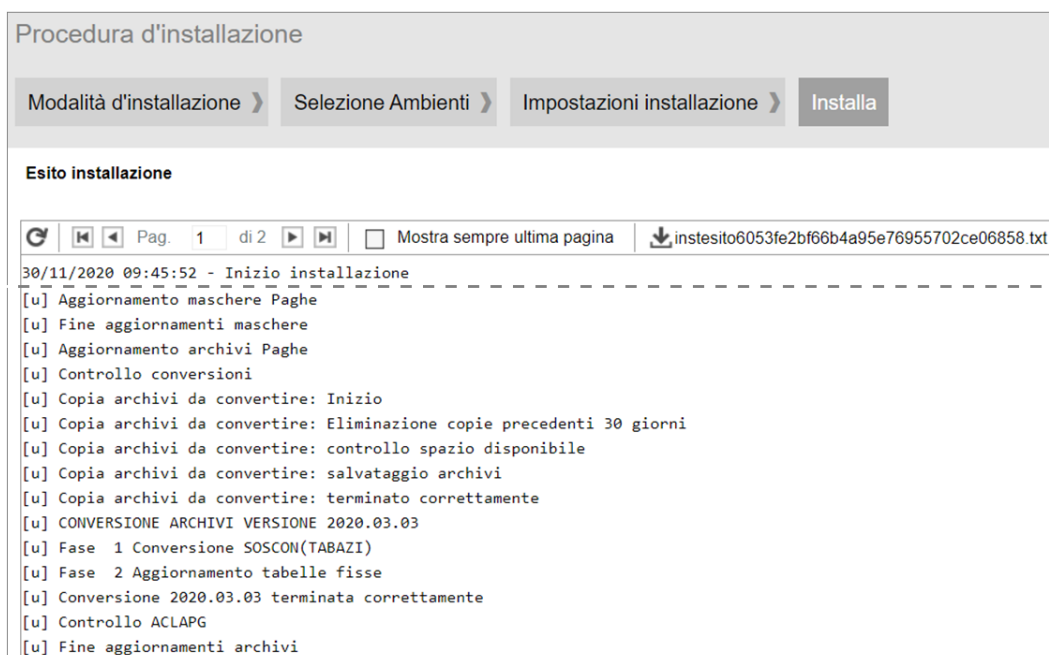 Procedura d'installazione
Modalità d'installazione Selezione Ambienti Impostazioni installazione Installa
Esito installazione
Pag. 1 di 2 Mostra sempre ultima pagina instesito6053fe2bf66b4a95e76955702ce06858.txt
30/11/2020 09:45:52 - Inizio installazione
[u] Aggiornamento maschere Paghe
[u] Fine aggiornamenti maschere
[u] Aggiornamento archivi Paghe
[u] Controllo conversioni
[u] Copia archivi da convertire: Inizio
[u] Copia archivi da convertire: Eliminazione copie precedenti 30 giorni
[u] Copia archivi da convertire: controllo spazio disponibile
[u] Copia archivi da convertire: salvataggio archivi
[u] Copia archivi da convertire: terminato correttamente
[u] CONVERSIONE ARCHIVI VERSIONE 2020.03.03
[u] Fase  1 Conversione SOSCON(TABAZI)
[u] Fase  2 Aggiornamento tabelle fisse
[u] Conversione 2020.03.03 terminata correttamente
[u] Controllo ACLAPG
[u] Fine aggiornamenti archivi